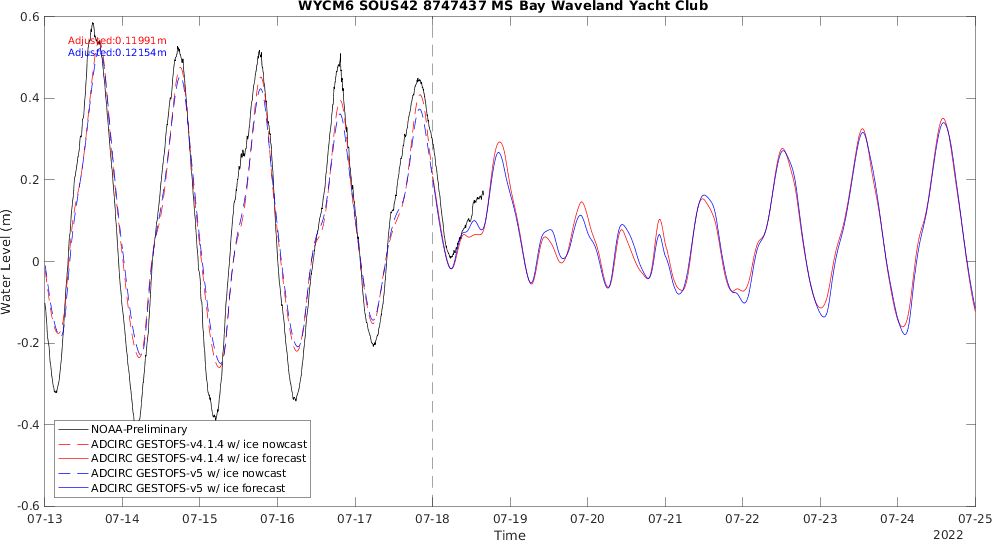 WYCM6 SOUS42 8747437 MS Bay Waveland Yacht Club
Adjusted:0.11991m
Adjusted:0.12154m
0.6
0.4
0.2
0
-0.2
-0.4
-0.6
Water Level (m)
NOAA-Preliminary
ADCIRC GESTOFS-v4.1.4 w/ ice nowcast
ADCIRC GESTOFS-v4.1.4 w/ ice forecast
ADCIRC GESTOFS-v5 w/ ice nowcast
ADCIRC GESTOFS-v5 w/ ice forecast
07-13 07-14 07-15 07-16 07-17 07-18 07-19 07-20 07-21 07-22 07-23 07-24 07-25
Time
2022